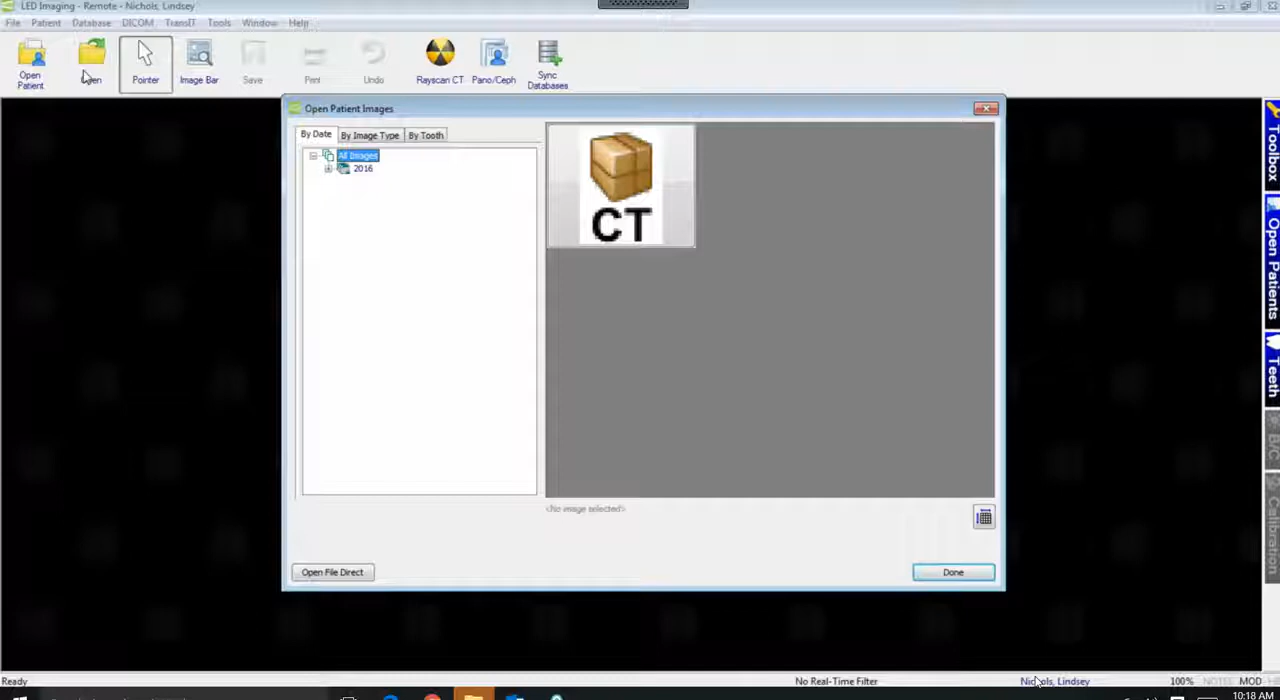 LED Imaging - Remote - Nichols, Lindsey
File Patient Database DICOM TransIT Tools Window Help
Open Patient
Open
Pointer
Image Bar
Save
Print
Undo
Rayscan CT
Pano/Ceph
Sync Databases
Open Patient Images
By Date By Image Type By Tooth
All Images
2016
CT
<No image selected>
Open File Direct
Done
Toolbox
Open Patients
Teeth
B/C
Calibration
Ready
No Real-Time Filter
Nichols, Lindsey
100% NOTES MOD
10:18 AM